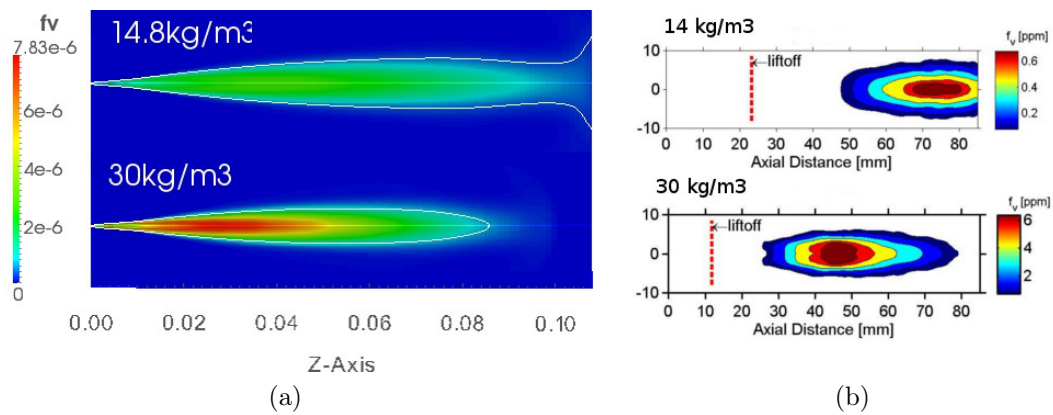 fv
7.83e-6
6e-6
4e-6
2e-6
0
14.8kg/m3
30kg/m3
0.00 0.02 0.04 0.06 0.08 0.10
Z-Axis
(a)
14 kg/m3
10
0
-10
←liftoff
0 10 20 30 40 50 60 70 80
Axial Distance [mm]
fv [ppm]
0.6
0.4
0.2
30 kg/m3
10
0
-10
←liftoff
0 10 20 30 40 50 60 70 80
Axial Distance [mm]
fv [ppm]
6
4
2
(b)